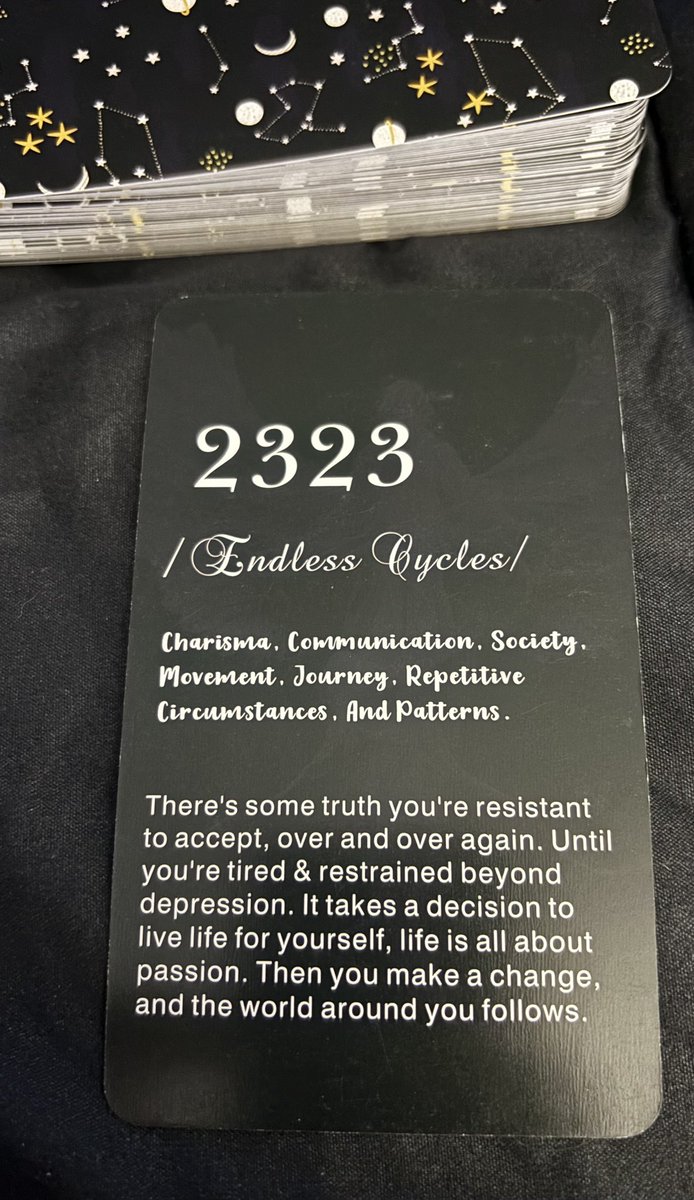 2323
/Endless Cycles/
Charisma, Communication, Society,
Movement, Journey, Repetitive
Circumstances, And Patterns.
There's some truth you're resistant
to accept, over and over again. Until
you're tired & restrained beyond
depression. It takes a decision to
live life for yourself, life is all about
passion. Then you make a change,
and the world around you follows.